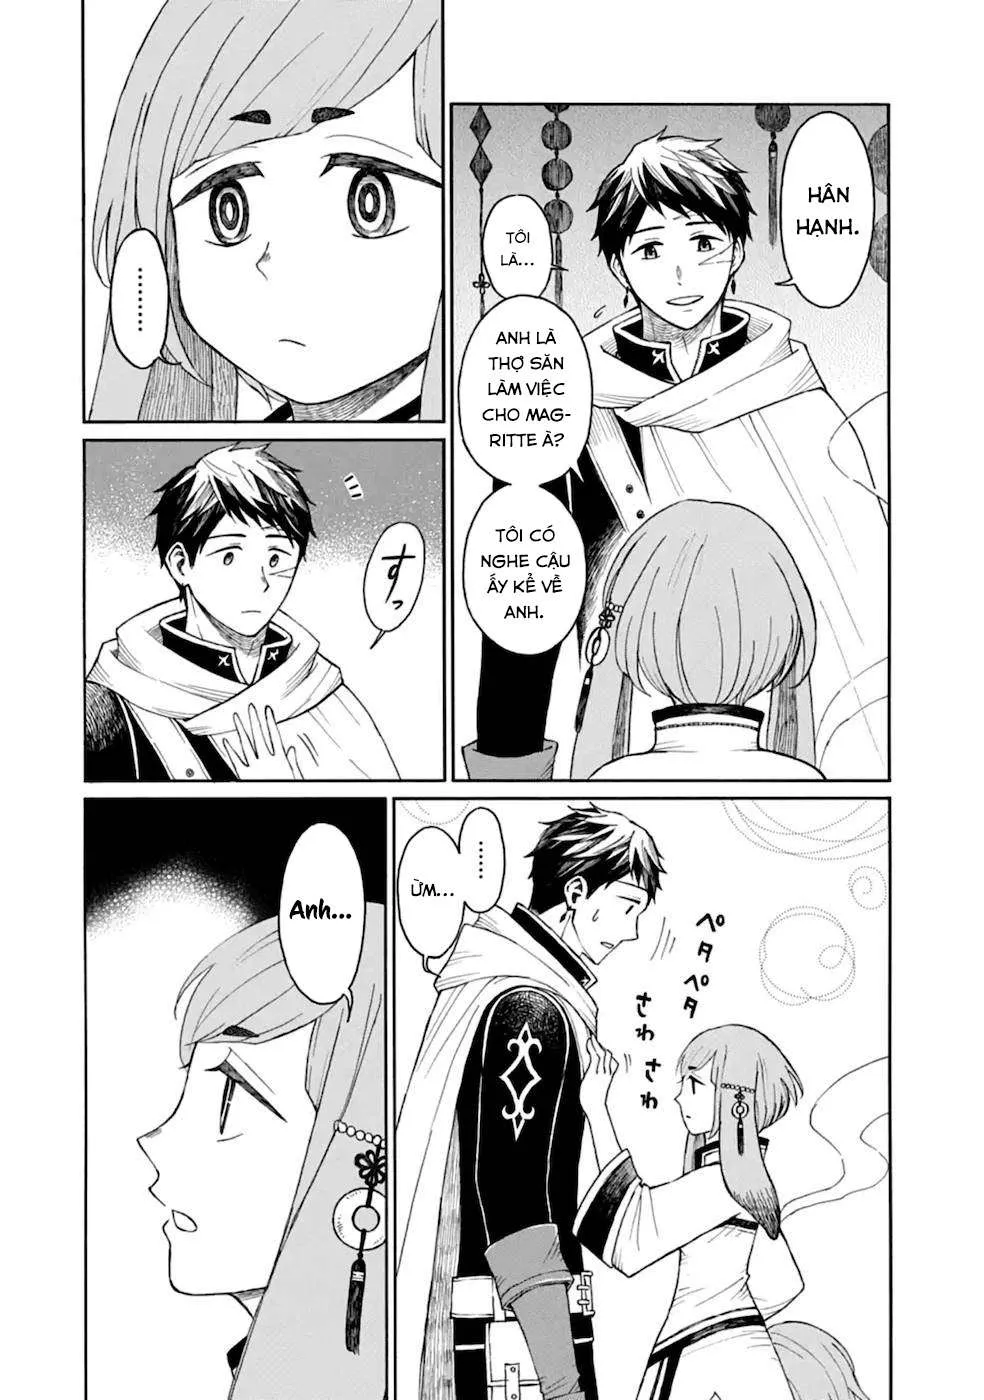 HÂN
HẠNH.
TÔI
LÀ...
ANH LÀ
THỢ SĂN
LÀM VIỆC
CHO MAG-
RITTE À?
TÔI CÓ
NGHE CẬU
ẤY KỂ VỀ
ANH.
........
すっ
........
ỪM...
ペタペタ
さわさわ
Anh...